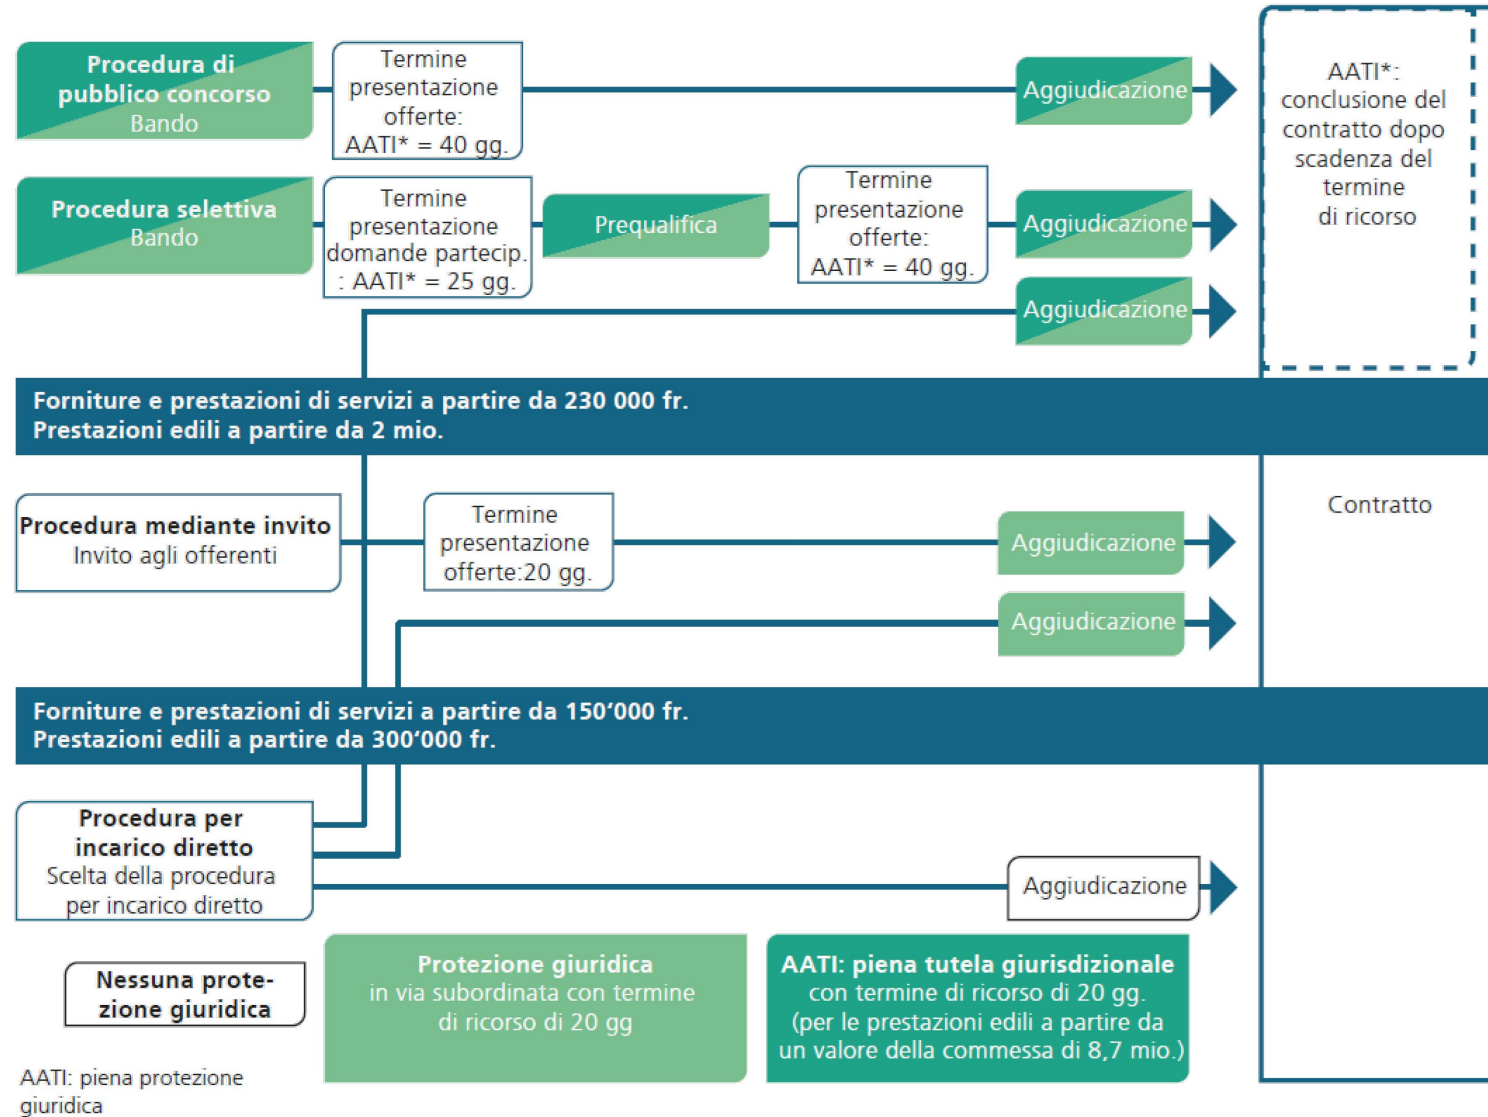 Procedura di
pubblico concorso
Bando
Termine
presentazione
offerte:
AATI* = 40 gg.
Aggiudicazione
AATI*:
conclusione del
contratto dopo
scadenza del
termine
di ricorso
Procedura selettiva
Bando
Termine
presentazione
domande partecip.
: AATI* = 25 gg.
Prequalifica
Termine
presentazione
offerte:
AATI* = 40 gg.
Aggiudicazione
Aggiudicazione
Forniture e prestazioni di servizi a partire da 230 000 fr.
Prestazioni edili a partire da 2 mio.
Procedura mediante invito
Invito agli offerenti
Termine
presentazione
offerte:20 gg.
Aggiudicazione
Contratto
Aggiudicazione
Forniture e prestazioni di servizi a partire da 150‘000 fr.
Prestazioni edili a partire da 300‘000 fr.
Procedura per
incarico diretto
Scelta della procedura
per incarico diretto
Aggiudicazione
Nessuna prote-
zione giuridica
Protezione giuridica
in via subordinata con termine
di ricorso di 20 gg
AATI: piena tutela giurisdizionale
con termine di ricorso di 20 gg.
(per le prestazioni edili a partire da
un valore della commessa di 8,7 mio.)
AATI: piena protezione
giuridica